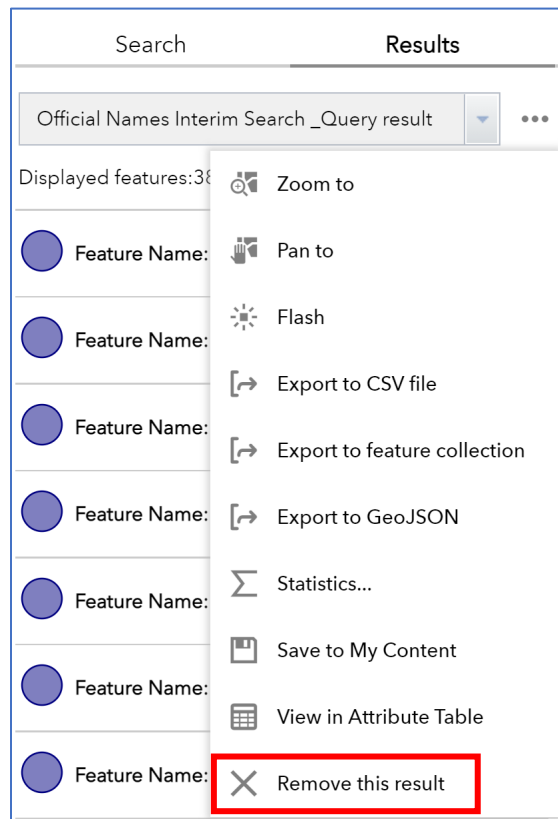 Search Results
Official Names Interim Search _Query result
Displayed features:38
Zoom to
Feature Name: Pan to
Flash
Feature Name:
Export to CSV file
Feature Name:
Export to feature collection
Feature Name: Export to GeoJSON
Statistics...
Feature Name:
Save to My Content
Feature Name:
View in Attribute Table
Feature Name: Remove this result